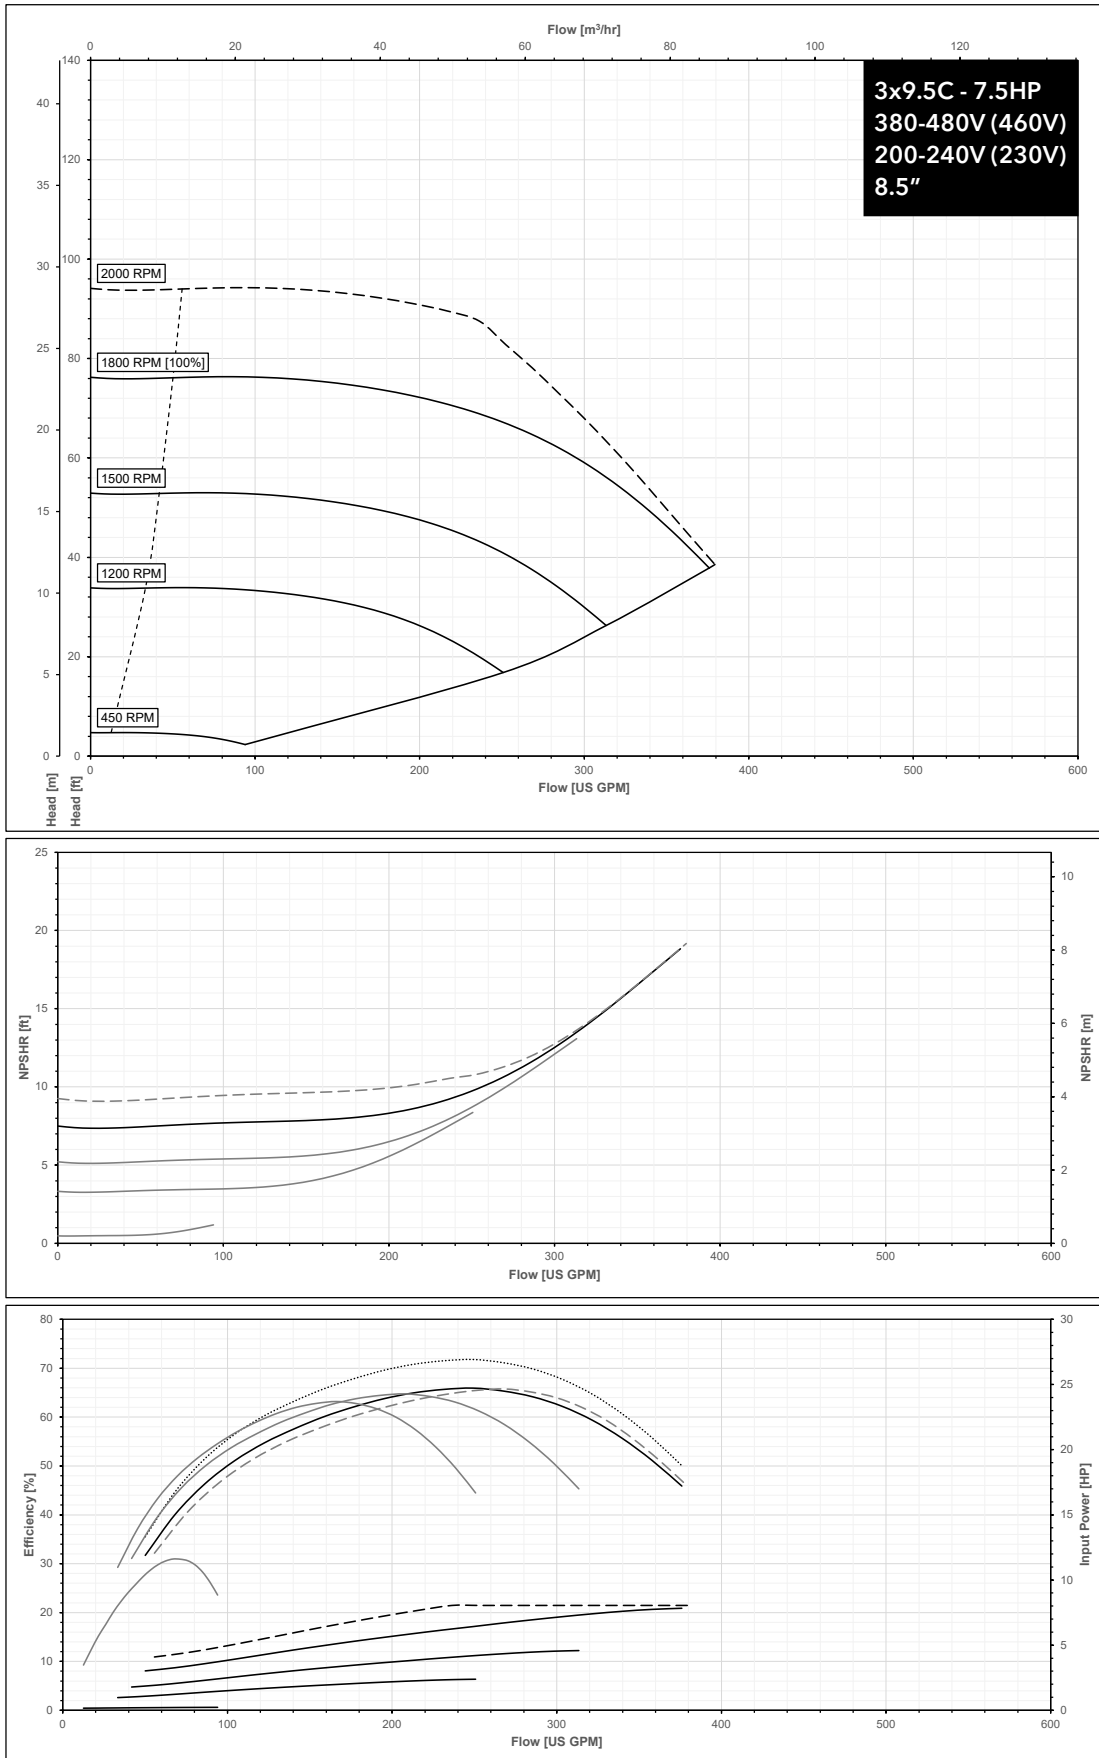 Flow [m³/hr]
0 20 40 60 80 100 120
3x9.5C - 7.5HP
380-480V (460V)
200-240V (230V)
8.5"
40
35
30
25
20
15
10
5
0
140
120
100
80
60
40
20
0
2000 RPM
1800 RPM [100%]
1500 RPM
1200 RPM
450 RPM
0 100 200 300 400 500 600
Flow [US GPM]
Head [m]
Head [ft]
25
20
15
10
5
0
NPSHR [ft]
10
8
6
4
2
0
NPSHR [m]
0 100 200 300 400 500 600
Flow [US GPM]
80
70
60
50
40
30
20
10
0
Efficiency [%]
30
25
20
15
10
5
0
Input Power [HP]
0 100 200 300 400 500 600
Flow [US GPM]